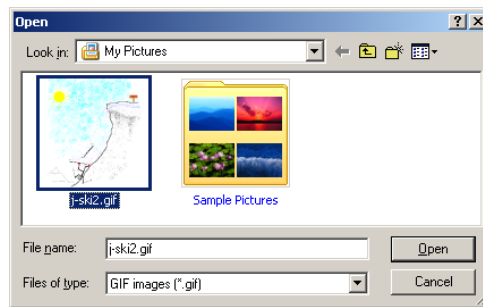 Open
Look in: My Pictures
j-ski2.gif Sample Pictures
File name: j-ski2.gif Open
Files of type: GIF images (*.gif) Cancel